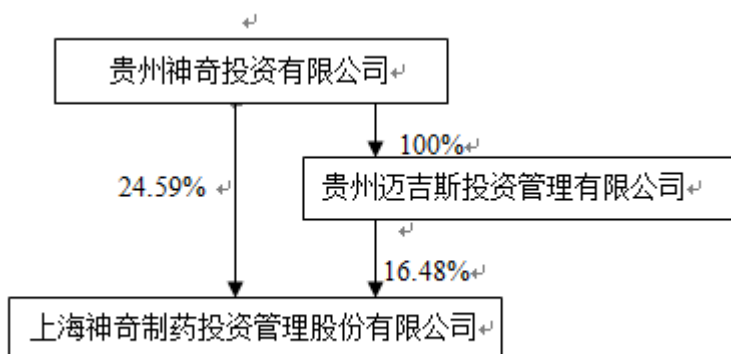 贵州神奇投资有限公司
100%
24.59%
贵州迈吉斯投资管理有限公司
16.48%
上海神奇制药投资管理股份有限公司